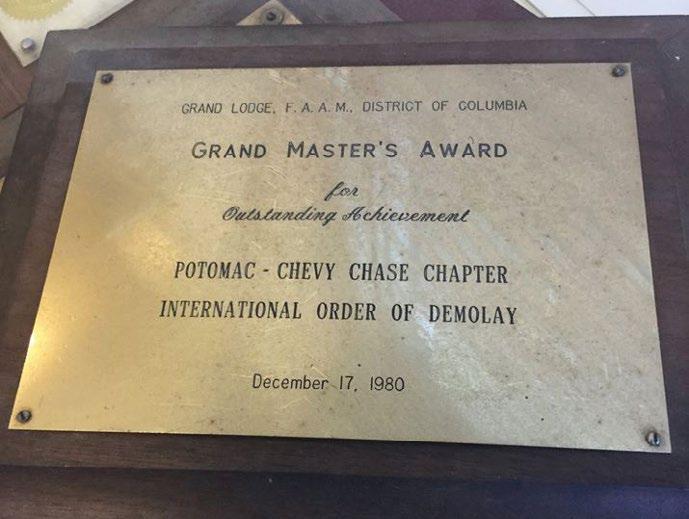 GRAND LODGE, F. A. A. M., DISTRICT OF COLUMBIA
GRAND MASTER'S AWARD
for
Outstanding Achievement
POTOMAC - CHEVY CHASE CHAPTER
INTERNATIONAL ORDER OF DEMOLAY
December 17, 1980